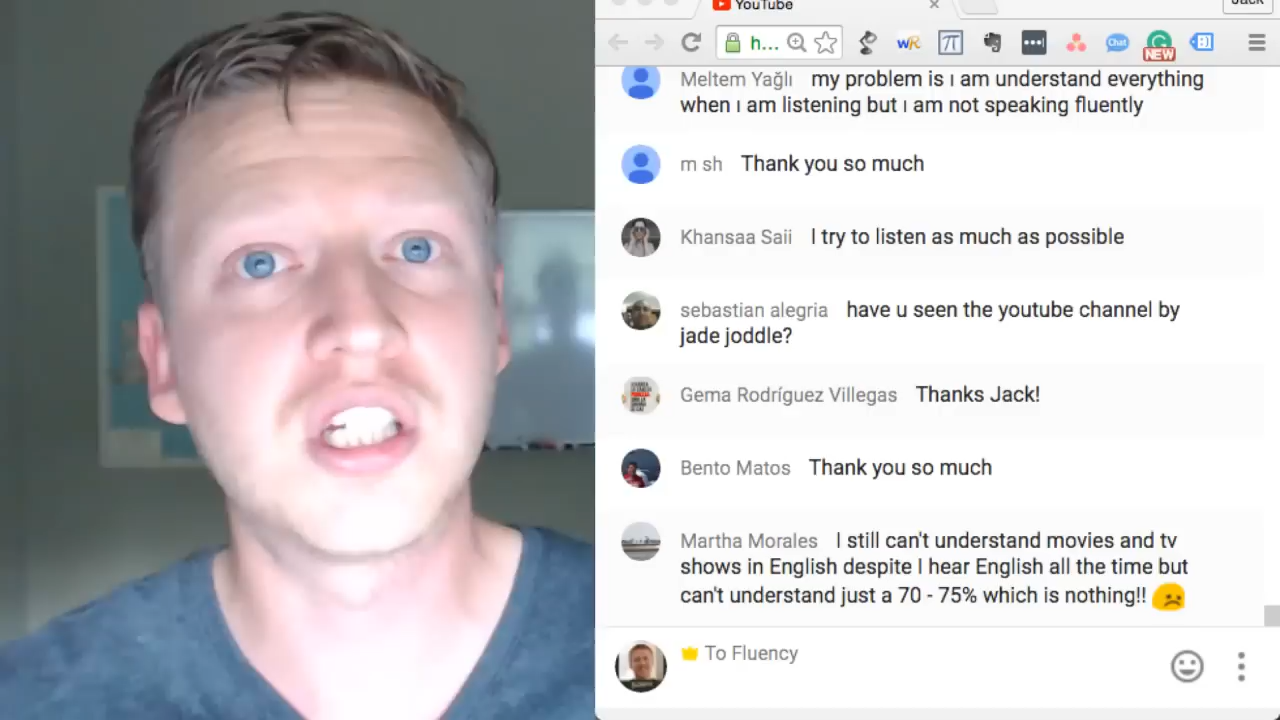 YouTube
Jack
h...
wR
π
Chat
NEW
Meltem Yağlı my problem is ı am understand everything
when ı am listening but ı am not speaking fluently
m sh Thank you so much
Khansaa Saii I try to listen as much as possible
sebastian alegria have u seen the youtube channel by
jade joddle?
Gema Rodríguez Villegas Thanks Jack!
Bento Matos Thank you so much
Martha Morales I still can't understand movies and tv
shows in English despite I hear English all the time but
can't understand just a 70 - 75% which is nothing!!
To Fluency